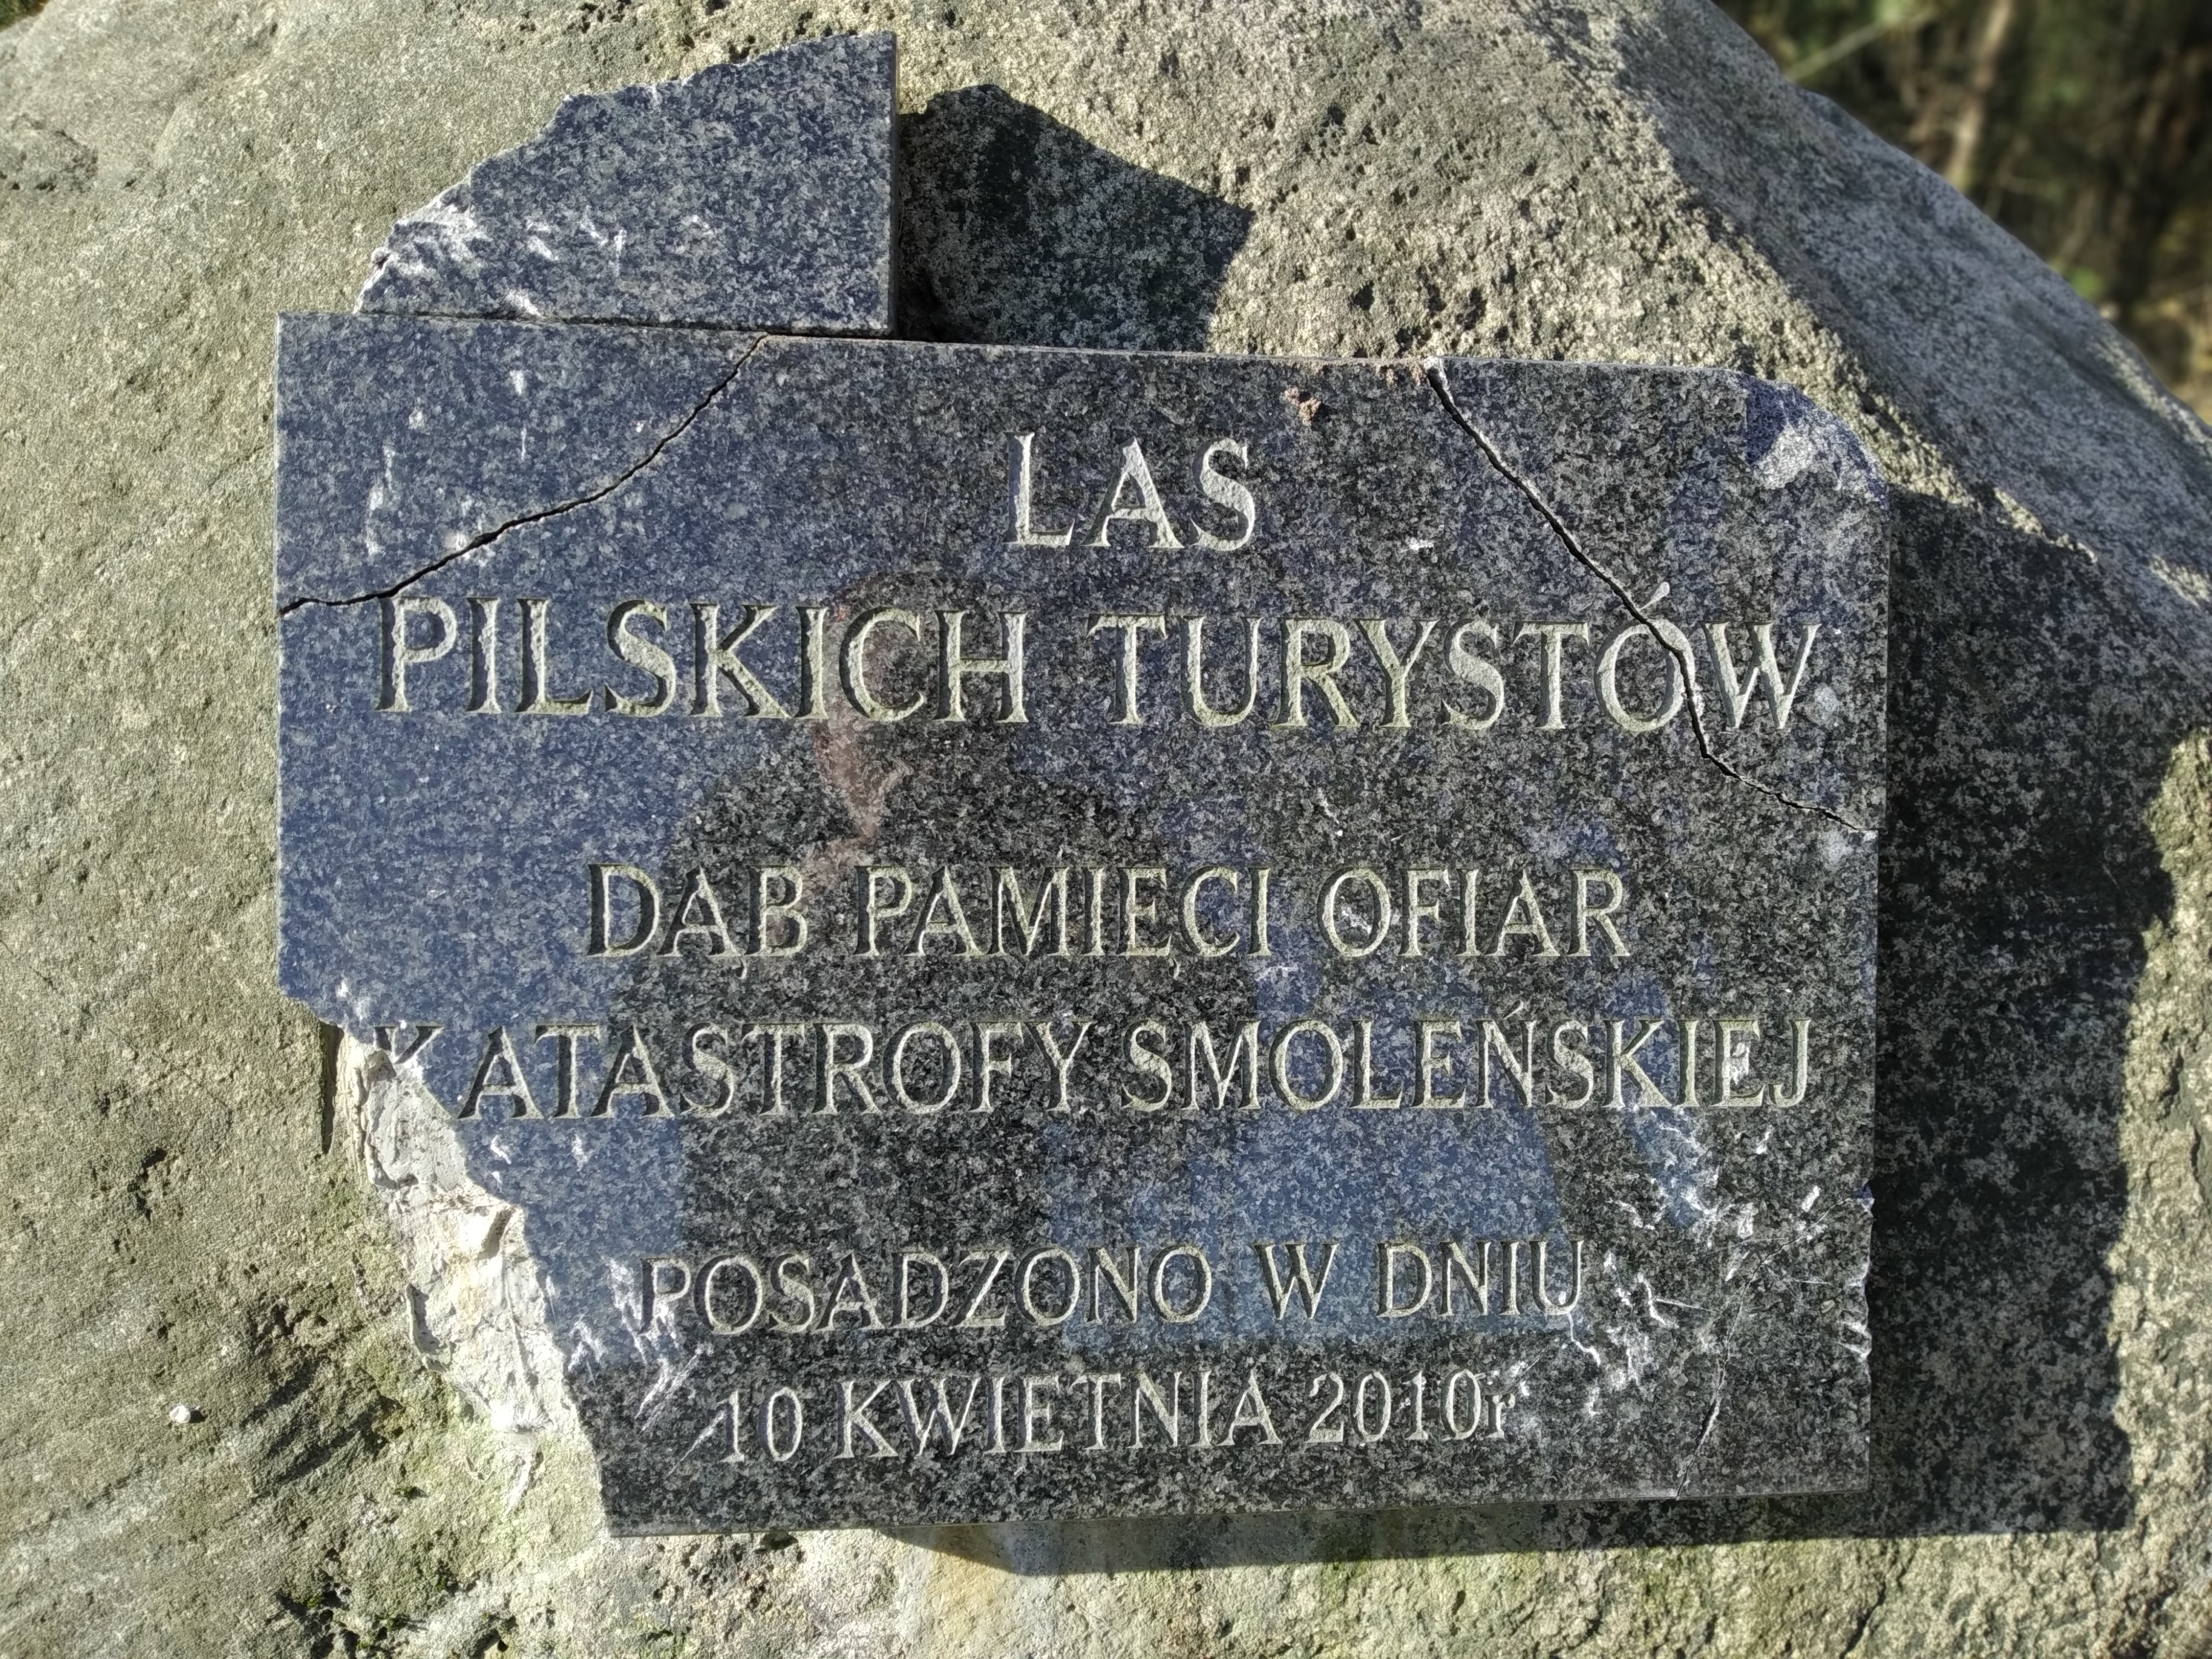 LAS
PILSKICH TURYSTÓW
DĄB PAMIĘCI OFIAR
KATASTROFY SMOLEŃSKIEJ
POSADZONO W DNIU
10 KWIETNIA 2010r